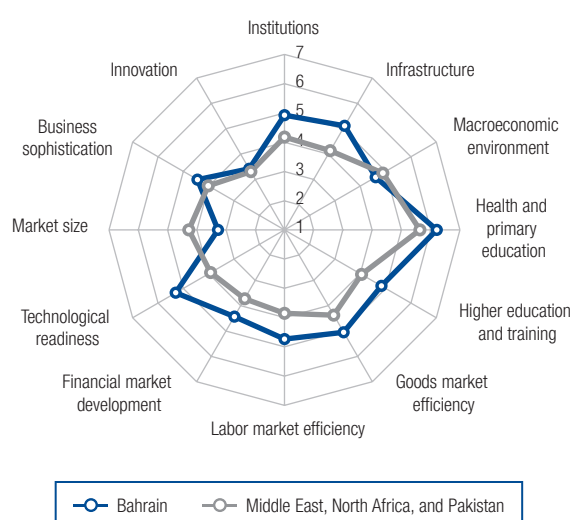 Institutions
7
6
5
4
3
2
1
Infrastructure
Macroeconomic
environment
Health and
primary
education
Higher education
and training
Goods market
efficiency
Labor market efficiency
Financial market
development
Technological
readiness
Market size
Business
sophistication
Innovation
Bahrain
Middle East, North Africa, and Pakistan